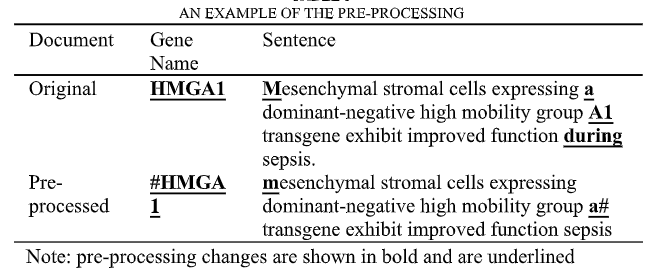 AN EXAMPLE OF THE PRE-PROCESSING
Document Gene Name Sentence
Original HMGA1 Mesenchymal stromal cells expressing a
dominant-negative high mobility group A1
transgene exhibit improved function during
sepsis.
Pre-processed #HMGA1 mesenchymal stromal cells expressing
dominant-negative high mobility group a#
transgene exhibit improved function sepsis
Note: pre-processing changes are shown in bold and are underlined